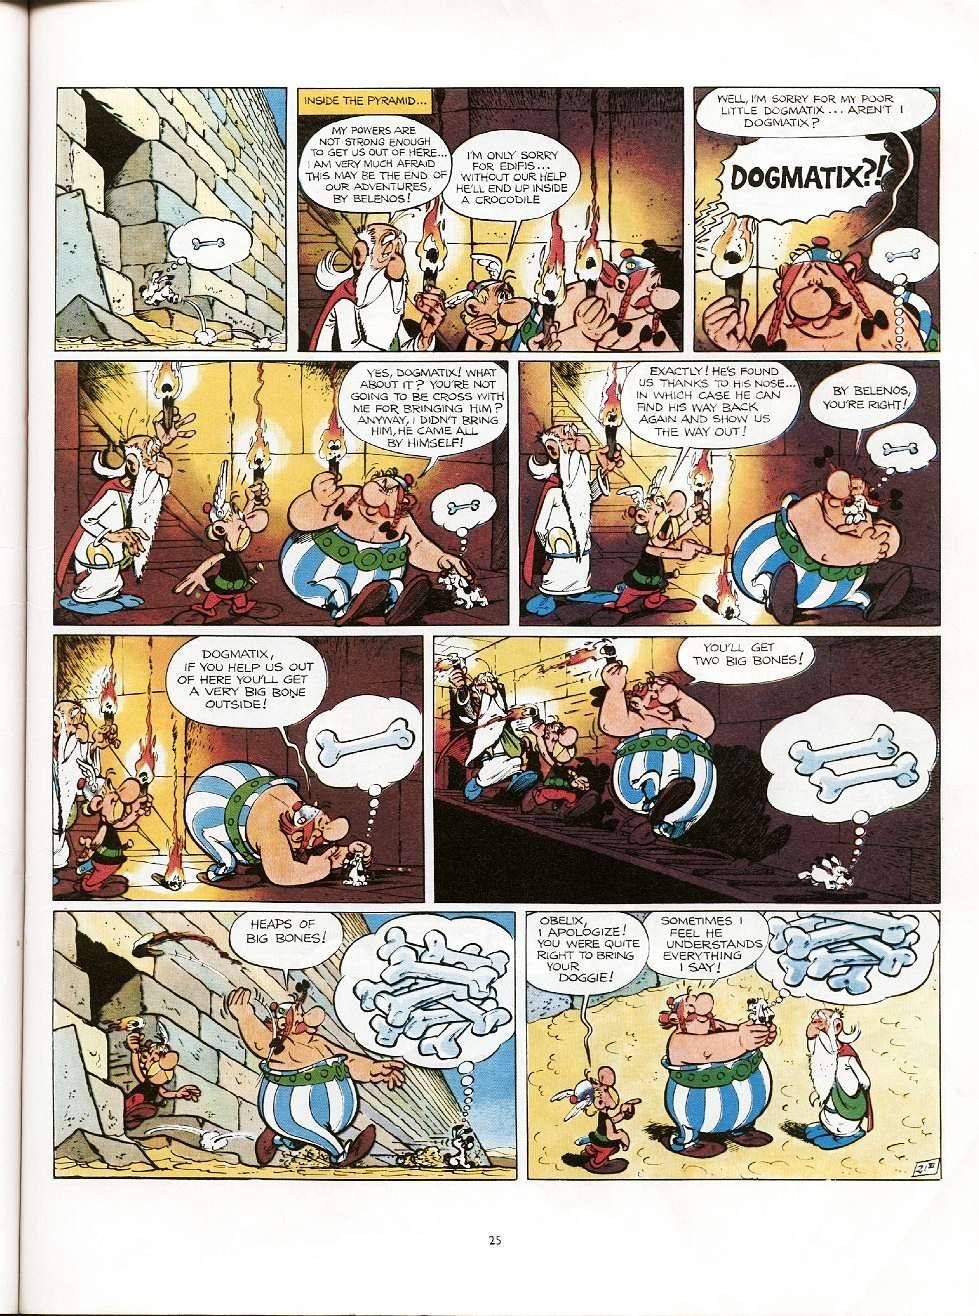 INSIDE THE PYRAMID...
MY POWERS ARE
NOT STRONG ENOUGH
TO GET US OUT OF HERE...
I AM VERY MUCH AFRAID
THIS MAY BE THE END OF
OUR ADVENTURES,
BY BELENOS!
I'M ONLY SORRY
FOR EDIFIS...
WITHOUT OUR HELP
HE'LL END UP INSIDE
A CROCODILE
WELL, I'M SORRY FOR MY POOR
LITTLE DOGMATIX... AREN'T I
DOGMATIX?
DOGMATIX?!
YES, DOGMATIX! WHAT
ABOUT IT? YOU'RE NOT
GOING TO BE CROSS WITH
ME FOR BRINGING HIM?
ANYWAY, I DIDN'T BRING
HIM, HE CAME ALL
BY HIMSELF!
EXACTLY! HE'S FOUND
US THANKS TO HIS NOSE...
IN WHICH CASE HE CAN
FIND HIS WAY BACK
AGAIN AND SHOW US
THE WAY OUT!
BY BELENOS,
YOU'RE RIGHT!
DOGMATIX,
IF YOU HELP US OUT
OF HERE YOU'LL GET
A VERY BIG BONE
OUTSIDE!
YOU'LL GET
TWO BIG BONES!
HEAPS OF
BIG BONES!
OBELIX,
I APOLOGIZE!
YOU WERE QUITE
RIGHT TO BRING
YOUR
DOGGIE!
SOMETIMES I
FEEL HE
UNDERSTANDS
EVERYTHING
I SAY!
21 III
25